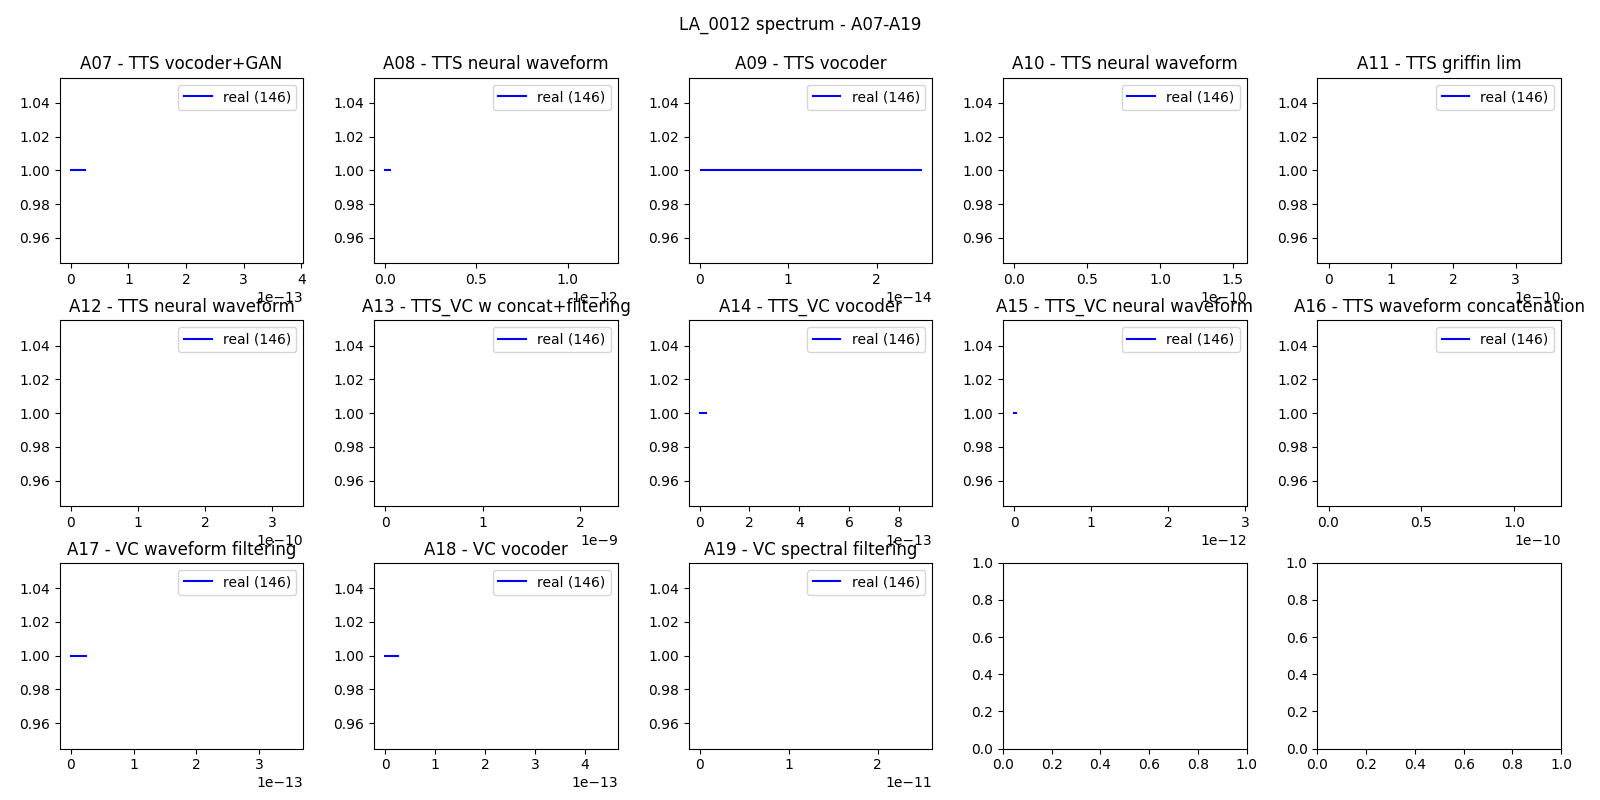 LA_0012 spectrum - A07-A19
A07 - TTS vocoder+GAN
A08 - TTS neural waveform
A09 - TTS vocoder
A10 - TTS neural waveform
A11 - TTS griffin lim
1.04
1.02
1.00
0.98
0.96
real (146)
0 1 2 3 4
1e−13
1.04
1.02
1.00
0.98
0.96
real (146)
0.0 0.5 1.0
1e−12
1.04
1.02
1.00
0.98
0.96
real (146)
0 1 2
1e−14
1.04
1.02
1.00
0.98
0.96
real (146)
0.0 0.5 1.0 1.5
1e−10
1.04
1.02
1.00
0.98
0.96
real (146)
0 1 2 3
1e−10
A12 - TTS neural waveform
A13 - TTS_VC w concat+filtering
A14 - TTS_VC vocoder
A15 - TTS_VC neural waveform
A16 - TTS waveform concatenation
1.04
1.02
1.00
0.98
0.96
real (146)
0 1 2 3
1e−10
1.04
1.02
1.00
0.98
0.96
real (146)
0 1 2
1e−9
1.04
1.02
1.00
0.98
0.96
real (146)
0 2 4 6 8
1e−13
1.04
1.02
1.00
0.98
0.96
real (146)
0 1 2 3
1e−12
1.04
1.02
1.00
0.98
0.96
real (146)
0.0 0.5 1.0
1e−10
A17 - VC waveform filtering
A18 - VC vocoder
A19 - VC spectral filtering
1.04
1.02
1.00
0.98
0.96
real (146)
0 1 2 3
1e−13
1.04
1.02
1.00
0.98
0.96
real (146)
0 1 2 3 4
1e−13
1.04
1.02
1.00
0.98
0.96
real (146)
0 1 2
1e−11
1.0
0.8
0.6
0.4
0.2
0.0
0.0 0.2 0.4 0.6 0.8 1.0
1.0
0.8
0.6
0.4
0.2
0.0
0.0 0.2 0.4 0.6 0.8 1.0